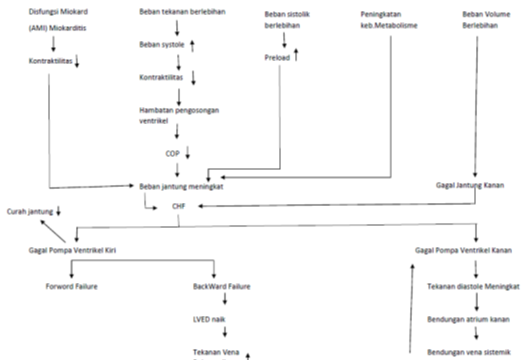 Disfungsi Miokard
(AMI) Miokarditis
Kontraktilitas
Beban tekanan berlebihan
Beban systole
Kontraktilitas
Hambatan pengosongan
ventrikel
COP
Beban sistolik
berlebihan
Preload
Peningkatan
keb.Metabolisme
Beban Volume
Berlebihan
Beban jantung meningkat
Gagal Jantung Kanan
CHF
Curah jantung
Gagal Pompa Ventrikel Kiri
Gagal Pompa Ventrikel Kanan
Forword Failure
BackWard Failure
LVED naik
Tekanan Vena
Tekanan diastole Meningkat
Bendungan atrium kanan
Bendungan vena sistemik